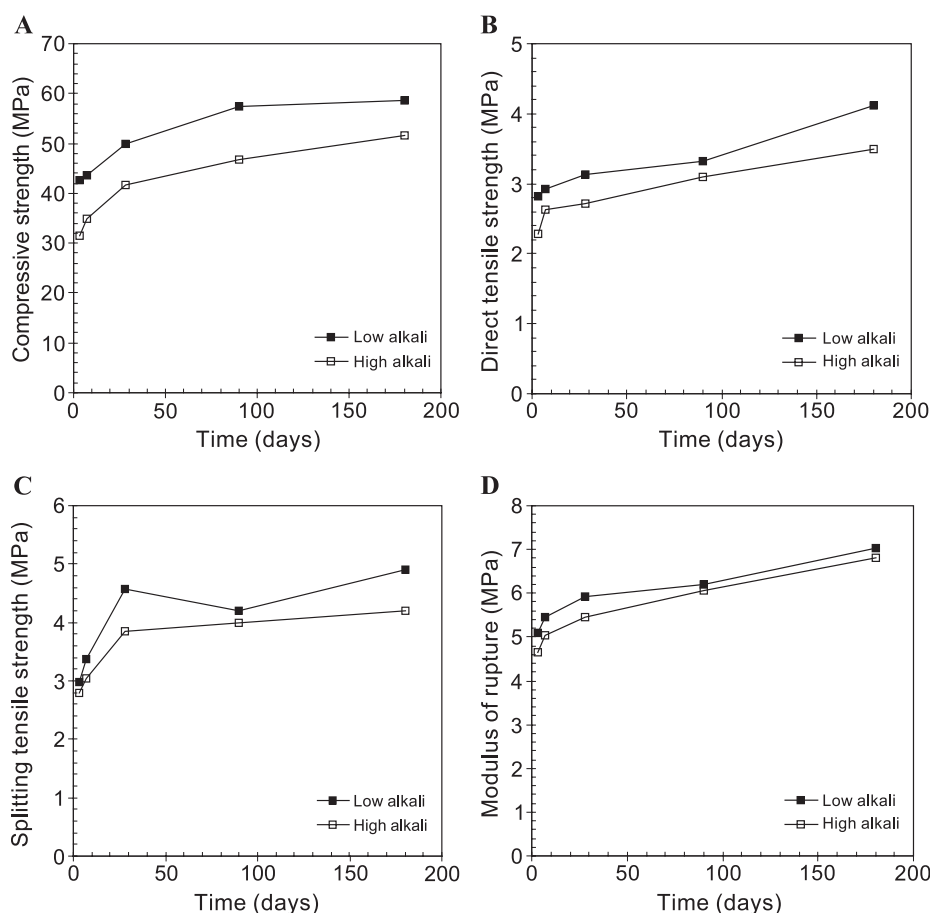 A
Compressive strength (MPa)
70
60
50
40
30
20
10
0
0 50 100 150 200
Time (days)
Low alkali
High alkali
B
Direct tensile strength (MPa)
5
4
3
2
1
0
0 50 100 150 200
Time (days)
Low alkali
High alkali
C
Splitting tensile strength (MPa)
6
5
4
3
2
1
0
0 50 100 150 200
Time (days)
Low alkali
High alkali
D
Modulus of rupture (MPa)
8
7
6
5
4
3
2
1
0
0 50 100 150 200
Time (days)
Low alkali
High alkali